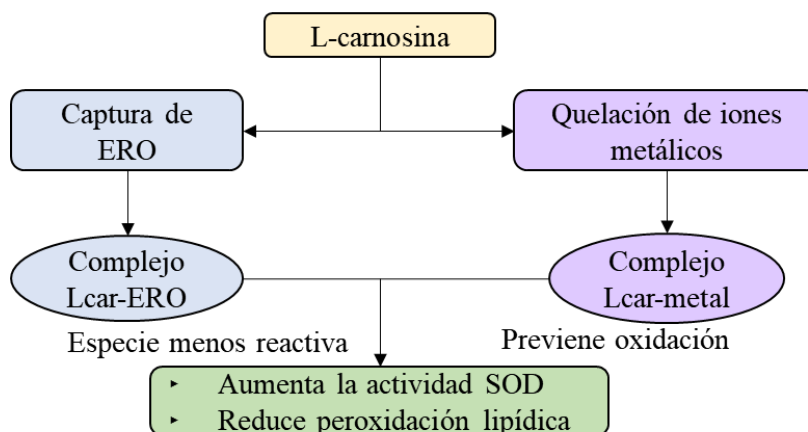 L-carnosina
Captura de
ERO
Quelación de iones
metálicos
Complejo
Lcar-ERO
Complejo
Lcar-metal
Especie menos reactiva
Previene oxidación
‣ Aumenta la actividad SOD
‣ Reduce peroxidación lipídica